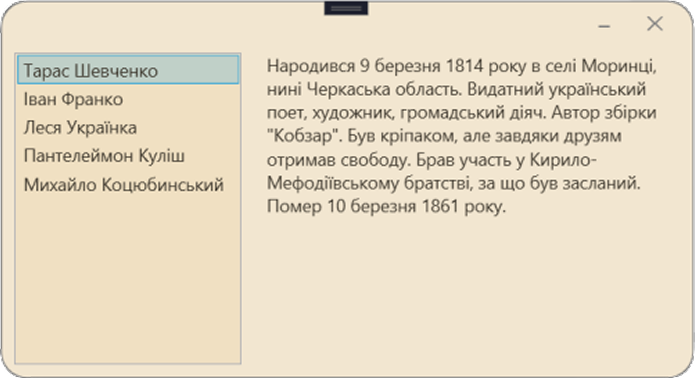 Тарас Шевченко
Іван Франко
Леся Українка
Пантелеймон Куліш
Михайло Коцюбинський
Народився 9 березня 1814 року в селі Моринці,
нині Черкаська область. Видатний український
поет, художник, громадський діяч. Автор збірки
"Кобзар". Був кріпаком, але завдяки друзям
отримав свободу. Брав участь у Кирило-
Мефодіївському братстві, за що був засланий.
Помер 10 березня 1861 року.